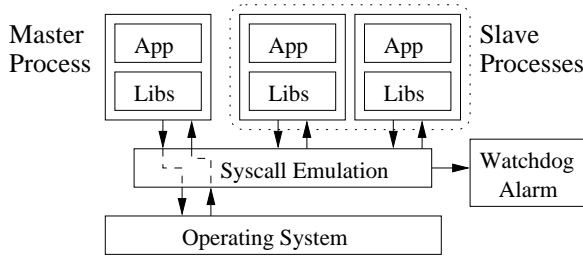 Master
Process
App
Libs
App
Libs
App
Libs
Slave
Processes
Syscall Emulation
Watchdog
Alarm
Operating System